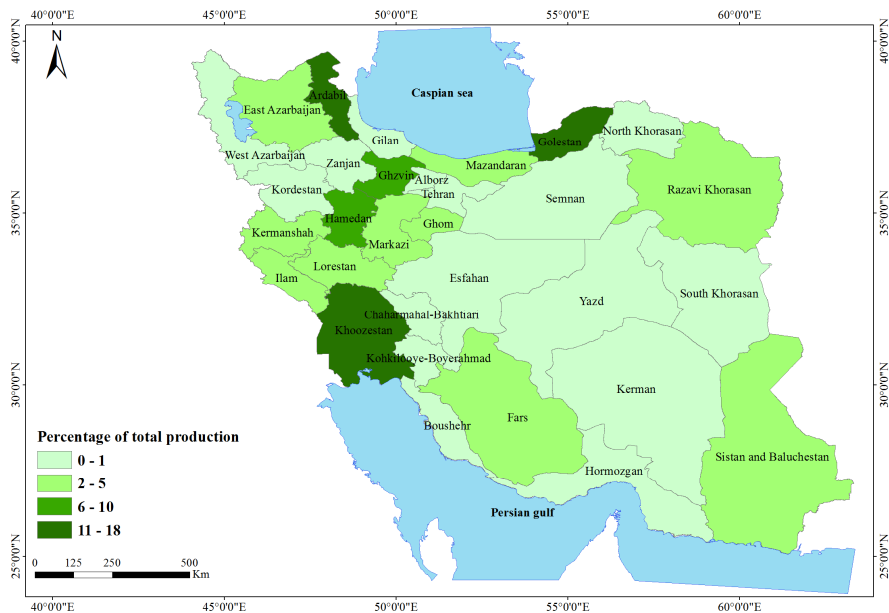 40°0'0"E 45°0'0"E 50°0'0"E 55°0'0"E 60°0'0"E
40°0'0"N 40°0'0"N
N
Caspian sea
Ardabil
East Azarbaijan
Golestan
North Khorasan
Gilan
West Azarbaijan
Zanjan
Mazandaran
Ghzvin
Alborz
Razavi Khorasan
Kordestan
Tehran
Semnan
35°0'0"N 35°0'0"N
Hamedan
Ghom
Kermanshah
Markazi
Lorestan
Ilam
Esfahan
South Khorasan
Yazd
Chaharmahal-Bakhtiari
Khoozestan
Kohkilooye-Boyerahmad
30°0'0"N 30°0'0"N
Kerman
Fars
Boushehr
Percentage of total production
Sistan and Baluchestan
0 - 1
Hormozgan
2 - 5
6 - 10
Persian gulf
11 - 18
25°0'0"N 25°0'0"N
0 125 250 500
Km
40°0'0"E 45°0'0"E 50°0'0"E 55°0'0"E 60°0'0"E